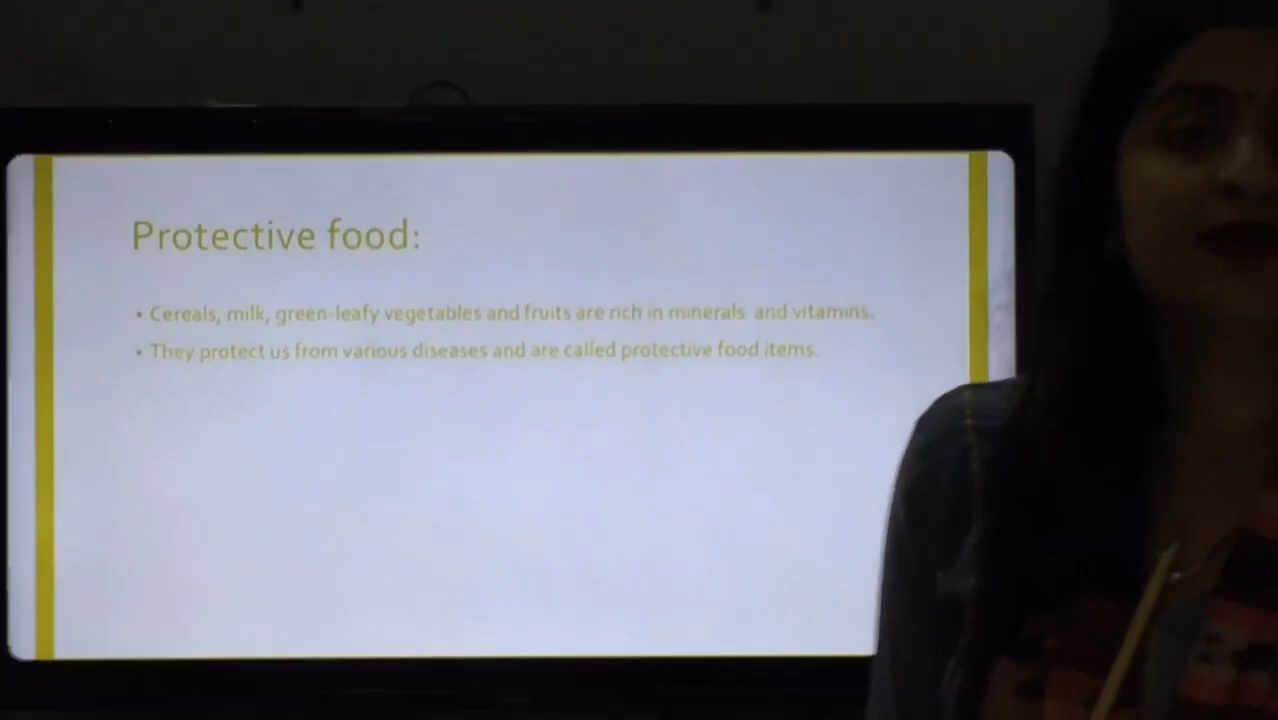 Protective food:
• Cereals, milk, green-leafy vegetables and fruits are rich in minerals and vitamins.
• They protect us from various diseases and are called protective food items.